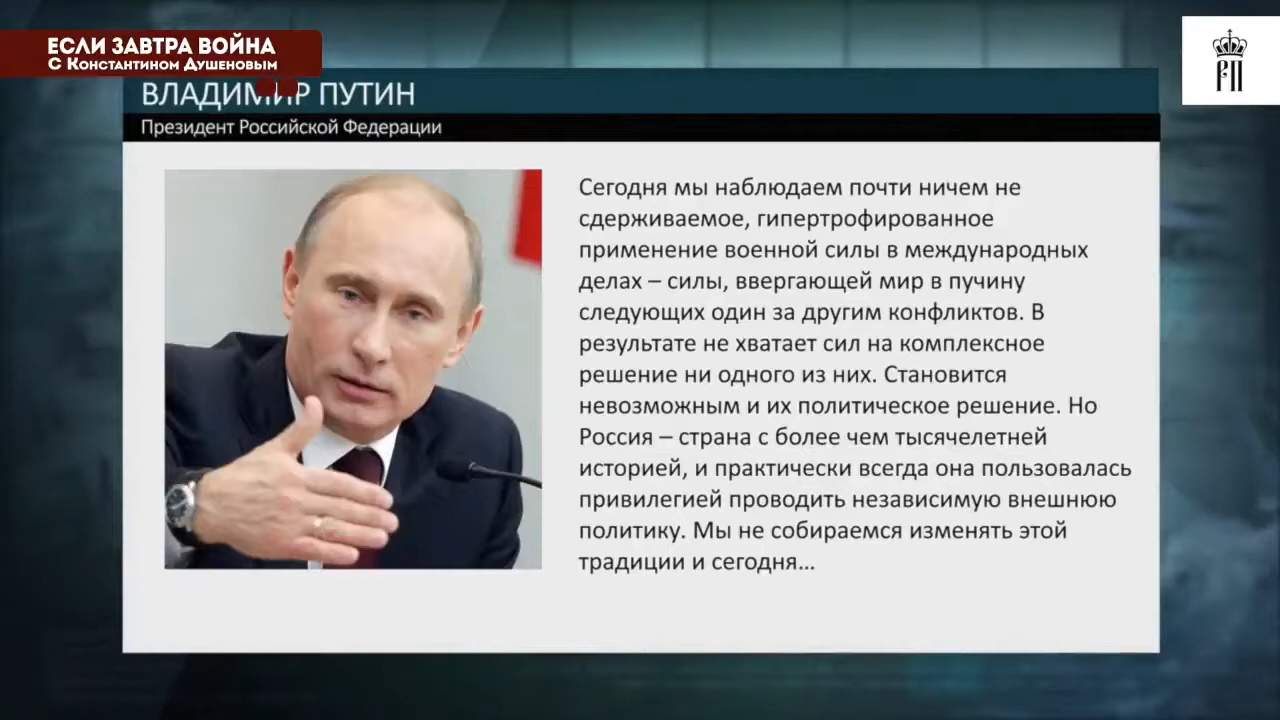 ЕСЛИ ЗАВТРА ВОЙНА
С Константином Душеновым
ВЛАДИМИР ПУТИН
Президент Российской Федерации
РП
Сегодня мы наблюдаем почти ничем не
сдерживаемое, гипертрофированное
применение военной силы в международных
делах – силы, ввергающей мир в пучину
следующих один за другим конфликтов. В
результате не хватает сил на комплексное
решение ни одного из них. Становится
невозможным и их политическое решение. Но
Россия – страна с более чем тысячелетней
историей, и практически всегда она пользовалась
привилегией проводить независимую внешнюю
политику. Мы не собираемся изменять этой
традиции и сегодня...